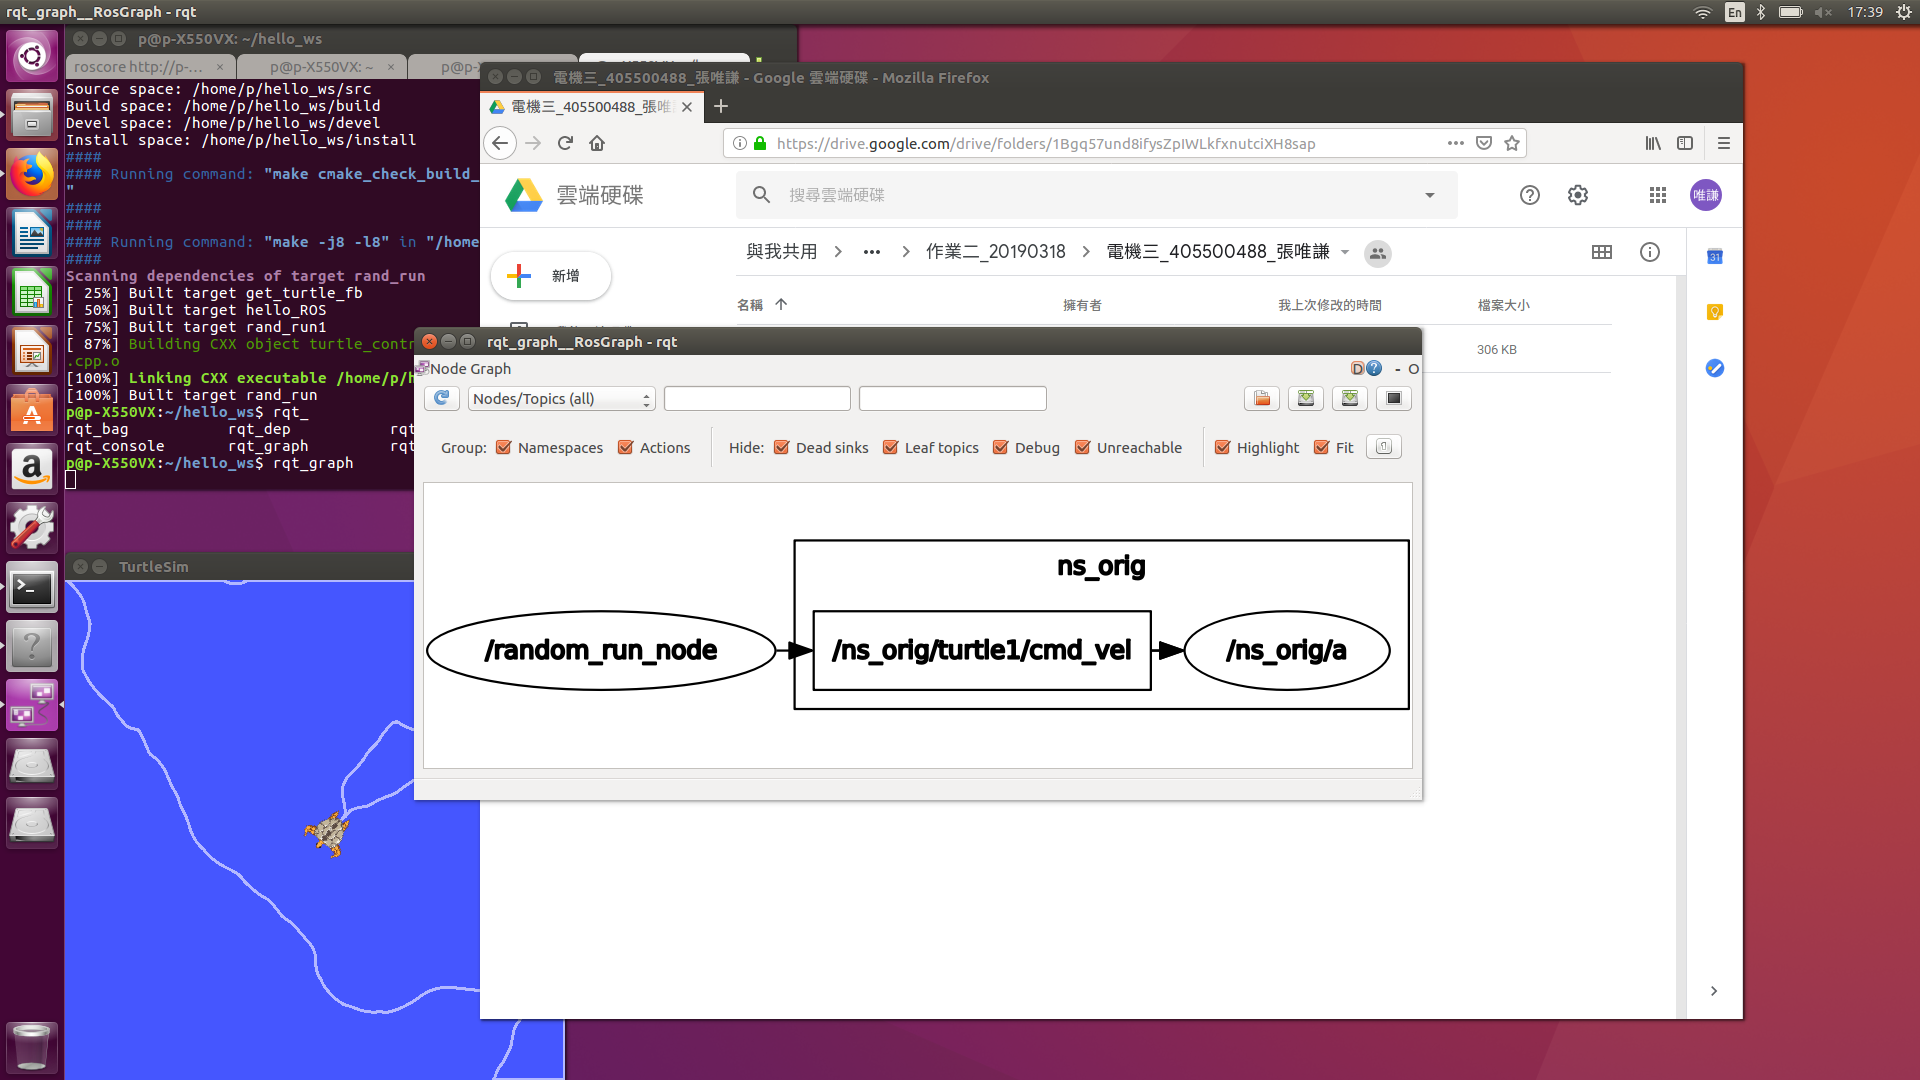 rqt_graph__RosGraph - rqt
En
17:39
p@p-X550VX: ~/hello_ws
roscore http://p-...
p@p-X550VX: ~
Source space: /home/p/hello_ws/src
Build space: /home/p/hello_ws/build
Devel space: /home/p/hello_ws/devel
Install space: /home/p/hello_ws/install
####
#### Running command: "make cmake_check_build_
"
####
####
#### Running command: "make -j8 -l8" in "/home
####
Scanning dependencies of target rand_run
[ 25%] Built target get_turtle_fb
[ 50%] Built target hello_ROS
[ 75%] Built target rand_run1
[ 87%] Building CXX object turtle_contr
.cpp.o
[100%] Linking CXX executable /home/p/h
[100%] Built target rand_run
p@p-X550VX:~/hello_ws$ rqt_
rqt_bag rqt_dep rqt
rqt_console rqt_graph rqt
p@p-X550VX:~/hello_ws$ rqt_graph
電機三_405500488_張唯謙 - Google 雲端硬碟 - Mozilla Firefox
電機三_405500488_張唯謙
https://drive.google.com/drive/folders/1Bgq57und8ifysZpIWLkfxnutciXH8sap
雲端硬碟
搜尋雲端硬碟
唯謙
新增
與我共用 > ••• > 作業二_20190318 > 電機三_405500488_張唯謙
名稱 擁有者 我上次修改的時間 檔案大小
306 KB
31
rqt_graph__RosGraph - rqt
Node Graph
D ? - O
Nodes/Topics (all)
Group: Namespaces Actions Hide: Dead sinks Leaf topics Debug Unreachable Highlight Fit
ns_orig
/random_run_node
/ns_orig/turtle1/cmd_vel
/ns_orig/a
TurtleSim